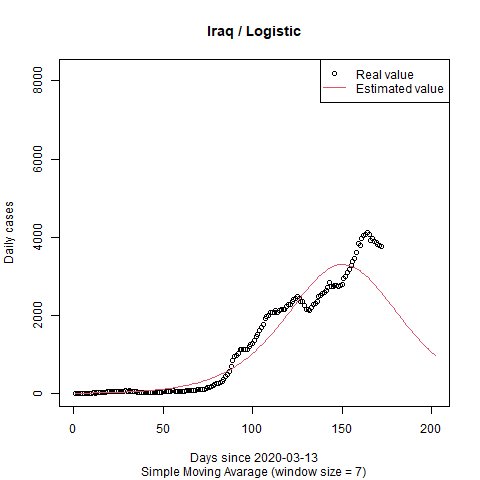 Iraq / Logistic
Real value
Estimated value
Daily cases
8000
6000
4000
2000
0
0 50 100 150 200
Days since 2020-03-13
Simple Moving Avarage (window size = 7)